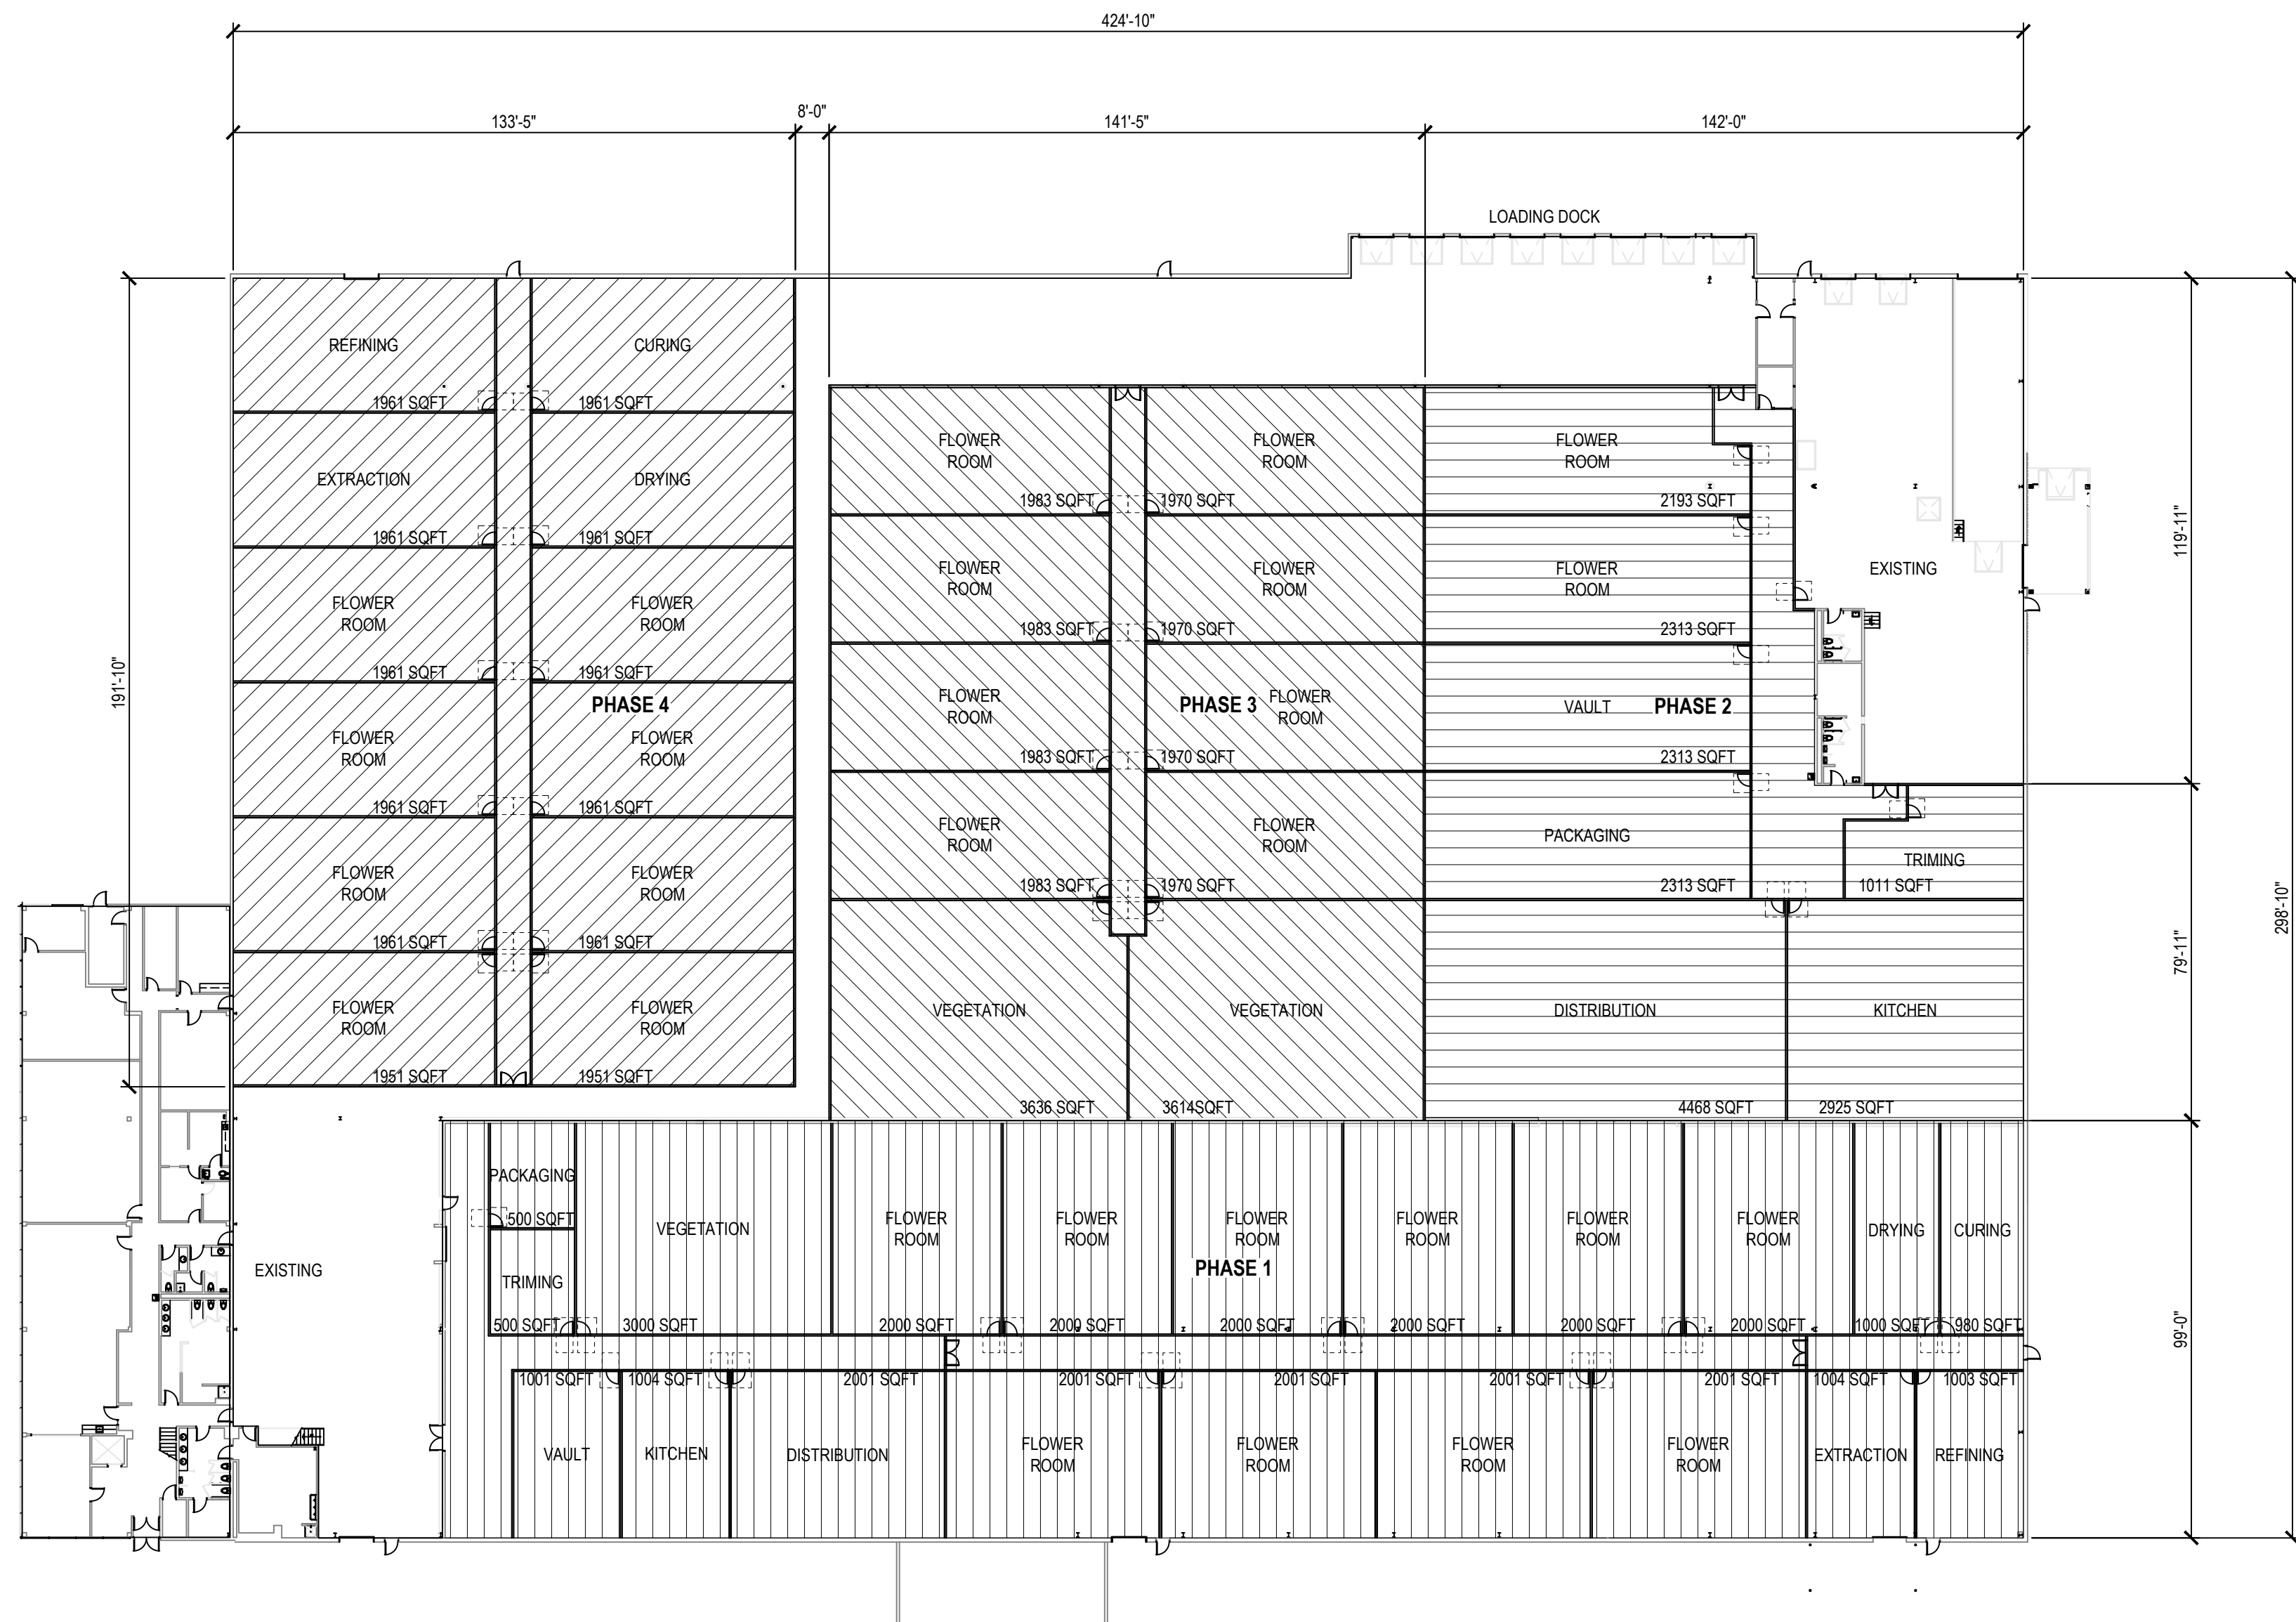 424'-10"
133'-5"
8'-0"
141'-5"
142'-0"
LOADING DOCK
REFINING
CURING
1961 SQFT
1961 SQFT
EXTRACTION
DRYING
1961 SQFT
1961 SQFT
FLOWER
ROOM
FLOWER
ROOM
1961 SQFT
1961 SQFT
PHASE 4
FLOWER
ROOM
FLOWER
ROOM
1961 SQFT
1961 SQFT
FLOWER
ROOM
FLOWER
ROOM
1961 SQFT
1961 SQFT
FLOWER
ROOM
FLOWER
ROOM
1951 SQFT
1951 SQFT
191'-10"
FLOWER
ROOM
FLOWER
ROOM
1983 SQFT
1970 SQFT
FLOWER
ROOM
FLOWER
ROOM
1983 SQFT
1970 SQFT
FLOWER
ROOM
PHASE 3
FLOWER
ROOM
1983 SQFT
1970 SQFT
FLOWER
ROOM
FLOWER
ROOM
1983 SQFT
1970 SQFT
VEGETATION
VEGETATION
3636 SQFT
3614SQFT
FLOWER
ROOM
2193 SQFT
FLOWER
ROOM
2313 SQFT
VAULT
PHASE 2
2313 SQFT
PACKAGING
2313 SQFT
TRIMING
1011 SQFT
DISTRIBUTION
KITCHEN
4468 SQFT
2925 SQFT
EXISTING
119'-11"
79'-11"
298'-10"
99'-0"
EXISTING
PACKAGING
500 SQFT
TRIMING
500 SQFT
VEGETATION
3000 SQFT
FLOWER
ROOM
2000 SQFT
FLOWER
ROOM
2000 SQFT
FLOWER
ROOM
2000 SQFT
FLOWER
ROOM
2000 SQFT
FLOWER
ROOM
2000 SQFT
FLOWER
ROOM
2000 SQFT
DRYING
1000 SQFT
CURING
980 SQFT
PHASE 1
1001 SQFT
VAULT
1004 SQFT
KITCHEN
2001 SQFT
DISTRIBUTION
2001 SQFT
FLOWER
ROOM
2001 SQFT
FLOWER
ROOM
2001 SQFT
FLOWER
ROOM
2001 SQFT
FLOWER
ROOM
1004 SQFT
EXTRACTION
1003 SQFT
REFINING